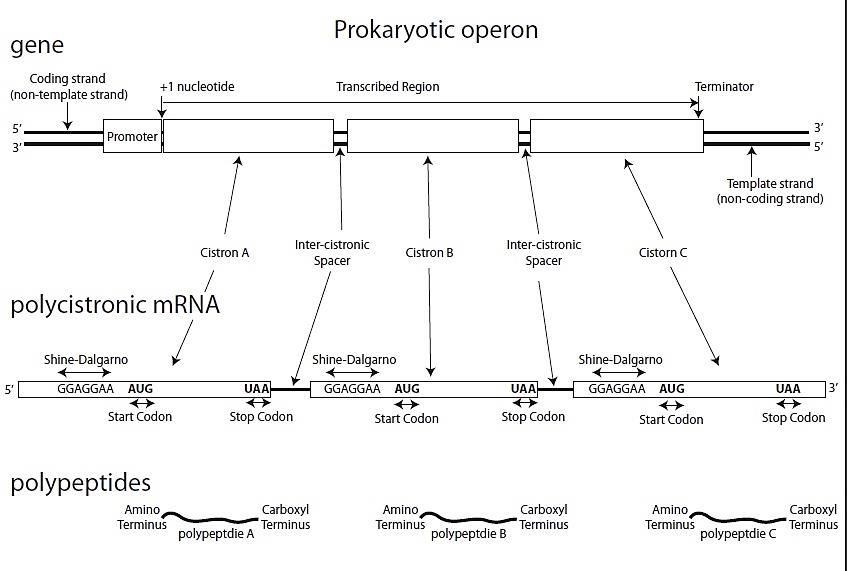 Prokaryotic operon
gene
Coding strand
(non-template strand)
+1 nucleotide
Transcribed Region
Terminator
5’
3’
Promoter
3’
5’
Template strand
(non-coding strand)
Cistron A
Inter-cistronic
Spacer
Cistron B
Inter-cistronic
Spacer
Cistorn C
polycistronic mRNA
Shine-Dalgarno
Shine-Dalgarno
Shine-Dalgarno
5’
GGAGGAA
AUG
UAA
GGAGGAA
AUG
UAA
GGAGGAA
AUG
UAA
3’
Start Codon
Stop Codon
Start Codon
Stop Codon
Start Codon
Stop Codon
polypeptides
Amino
Terminus
polypeptdie A
Carboxyl
Terminus
Amino
Terminus
polypeptdie B
Carboxyl
Terminus
Amino
Terminus
polypeptdie C
Carboxyl
Terminus